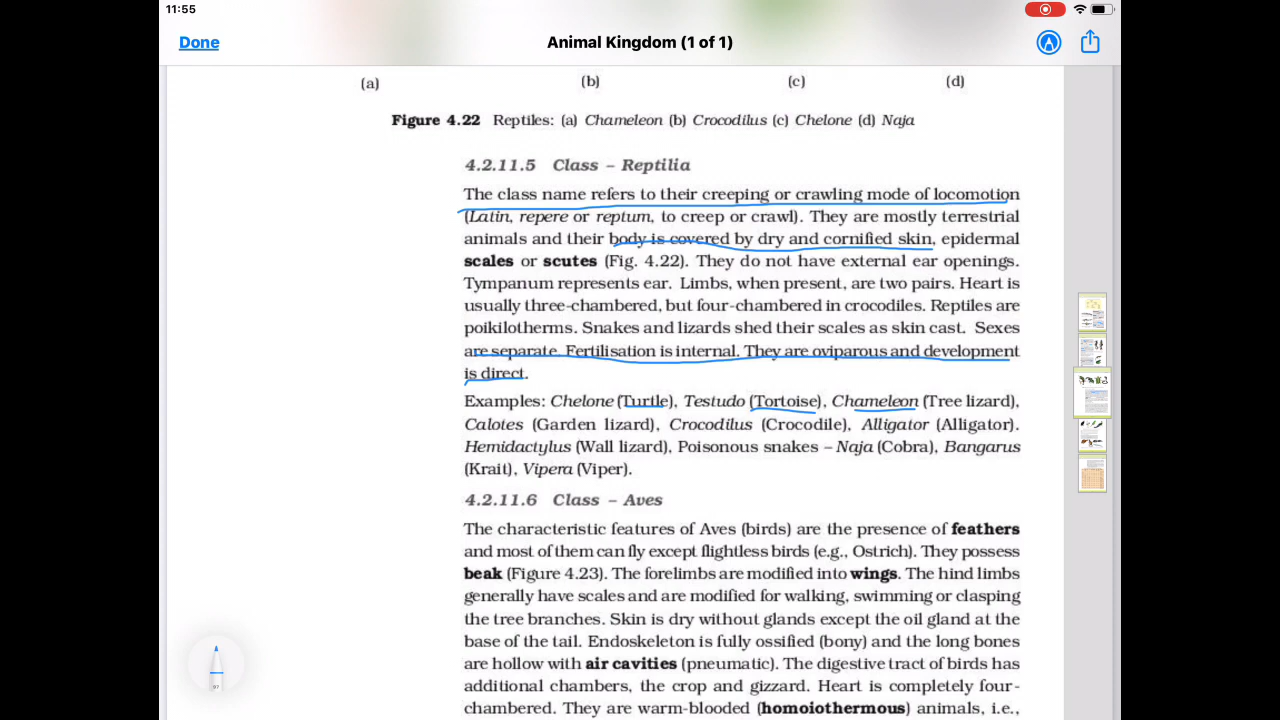 11:55
Done
Animal Kingdom (1 of 1)
(a) (b) (c) (d)
Figure 4.22 Reptiles: (a) Chameleon (b) Crocodilus (c) Chelone (d) Naja
4.2.11.5 Class – Reptilia
The class name refers to their creeping or crawling mode of locomotion
(Latin, repere or reptum, to creep or crawl). They are mostly terrestrial
animals and their body is covered by dry and cornified skin, epidermal
scales or scutes (Fig. 4.22). They do not have external ear openings.
Tympanum represents ear. Limbs, when present, are two pairs. Heart is
usually three-chambered, but four-chambered in crocodiles. Reptiles are
poikilotherms. Snakes and lizards shed their scales as skin cast. Sexes
are separate. Fertilisation is internal. They are oviparous and development
is direct.
Examples: Chelone (Turtle), Testudo (Tortoise), Chameleon (Tree lizard),
Calotes (Garden lizard), Crocodilus (Crocodile), Alligator (Alligator).
Hemidactylus (Wall lizard), Poisonous snakes – Naja (Cobra), Bangarus
(Krait), Vipera (Viper).
4.2.11.6 Class – Aves
The characteristic features of Aves (birds) are the presence of feathers
and most of them can fly except flightless birds (e.g., Ostrich). They possess
beak (Figure 4.23). The forelimbs are modified into wings. The hind limbs
generally have scales and are modified for walking, swimming or clasping
the tree branches. Skin is dry without glands except the oil gland at the
base of the tail. Endoskeleton is fully ossified (bony) and the long bones
are hollow with air cavities (pneumatic). The digestive tract of birds has
additional chambers, the crop and gizzard. Heart is completely four-
chambered. They are warm-blooded (homoiothermous) animals, i.e.,
97